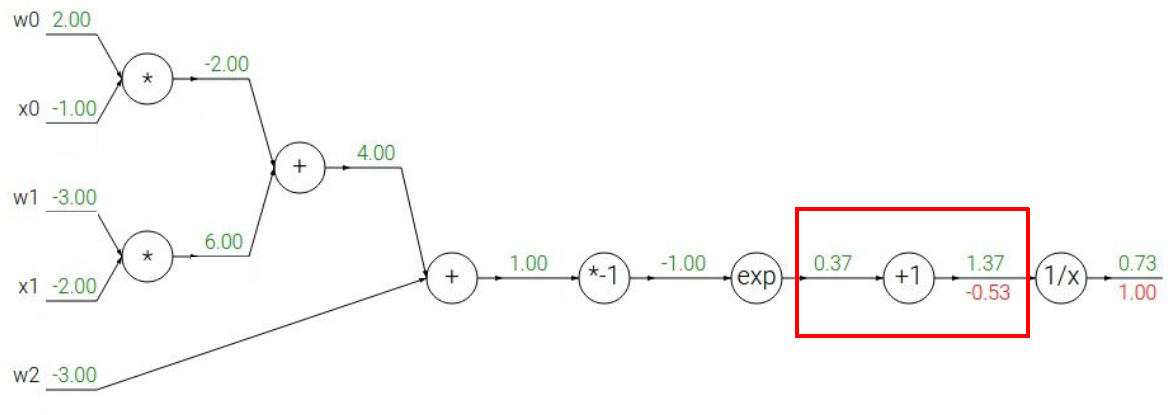 w0 2.00
-2.00
*
x0 -1.00
4.00
+
w1 -3.00
6.00
*
x1 -2.00
1.00 -1.00 0.37 1.37 0.73
+ *-1 exp +1 1/x
-0.53 1.00
w2 -3.00